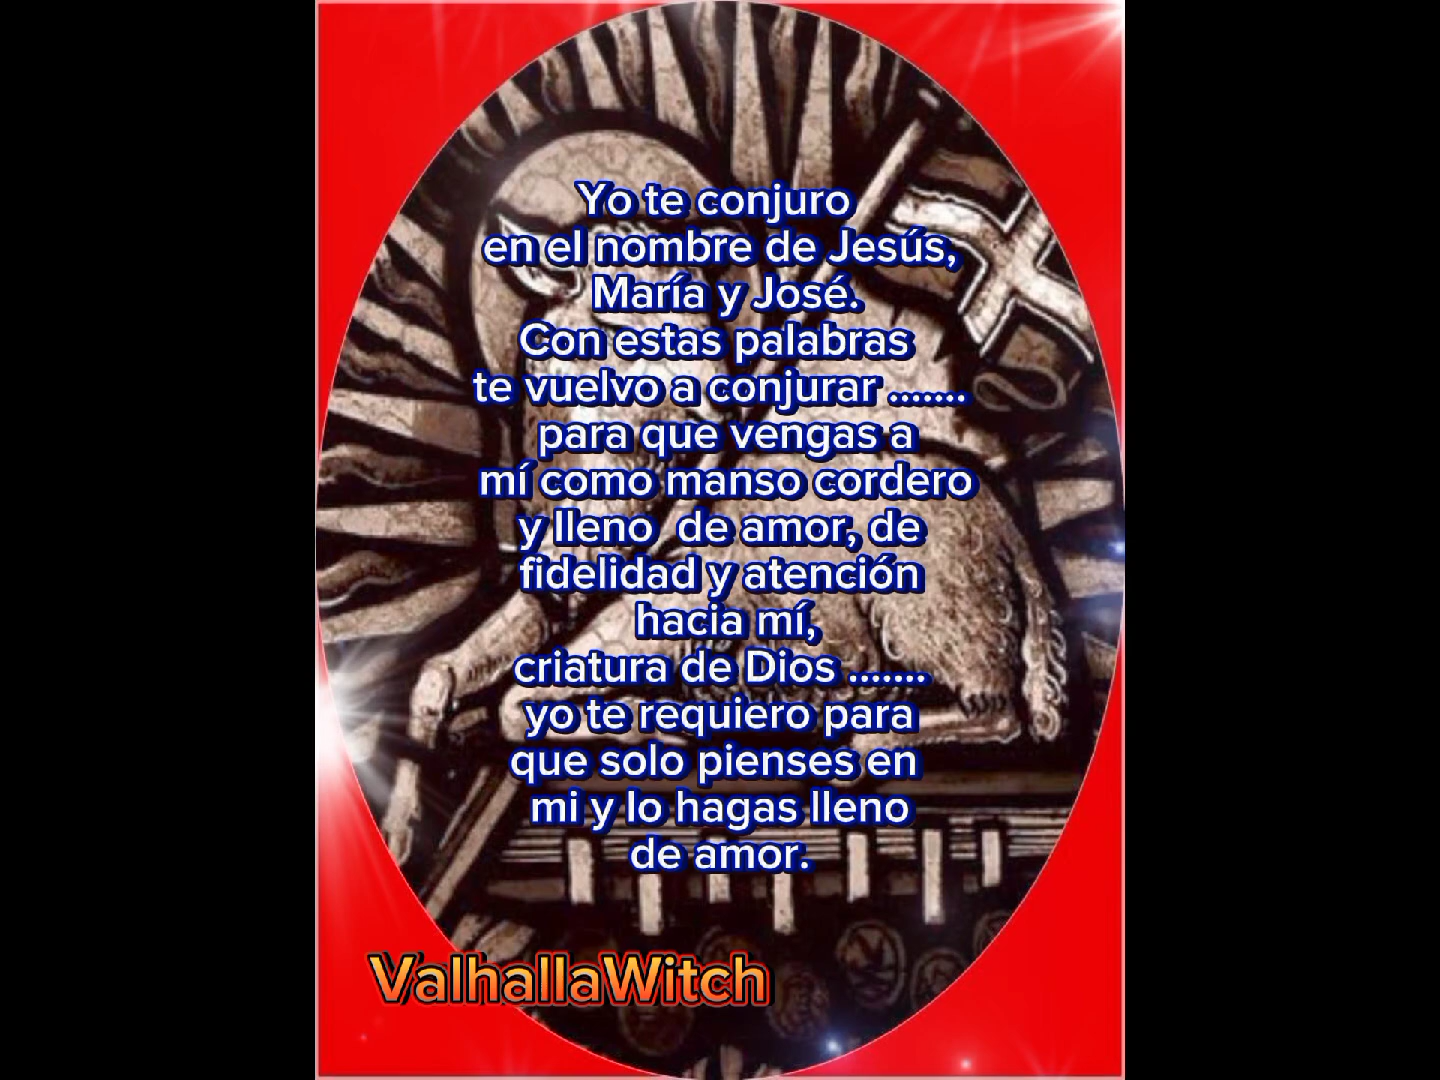 Yo te conjuro
en el nombre de Jesús,
María y José.
Con estas palabras
te vuelvo a conjurar .......
para que vengas a
mí como manso cordero
y lleno  de amor, de
fidelidad y atención
hacia mí,
criatura de Dios .......
yo te requiero para
que solo pienses en
mi y lo hagas lleno
de amor.
ValhallaWitch